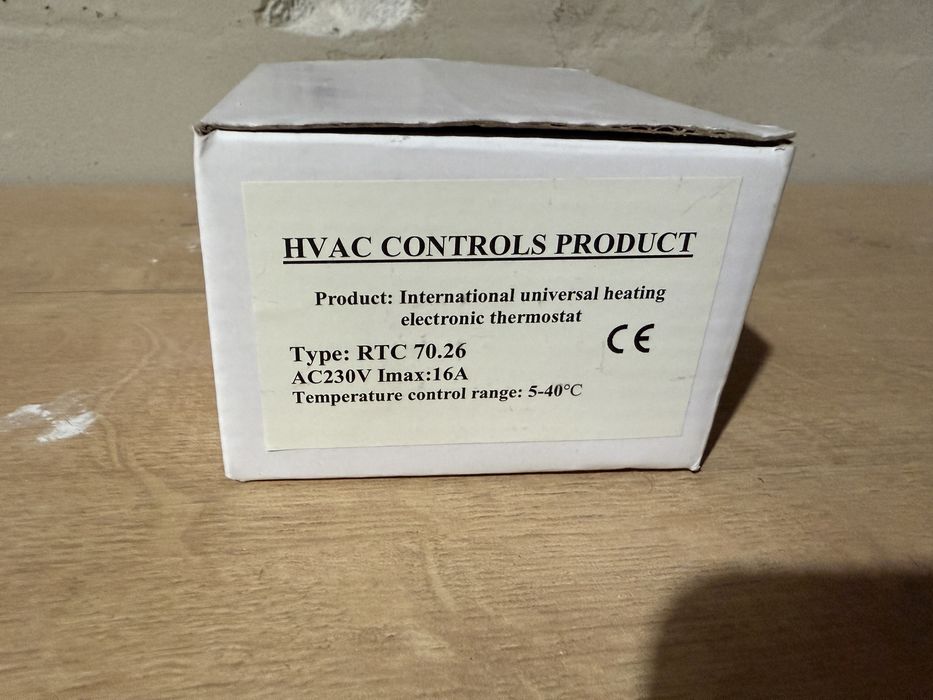 HVAC CONTROLS PRODUCT
Product: International universal heating
electronic thermostat
CE
Type: RTC 70.26
AC230V Imax:16A
Temperature control range: 5-40°C